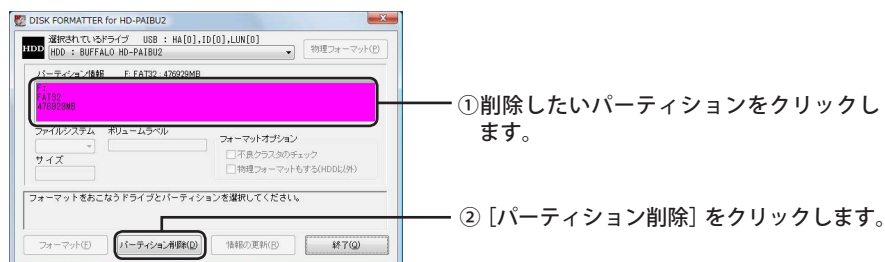 DISK FORMATTER for HD-PAIBU2
HDD
選択されているドライブ USB : HA[0],ID[0],LUN[0]
HDD : BUFFALO HD-PAIBU2
物理フォーマット(P)
パーティション情報 F: FAT32 : 476929MB
F:
FAT32
476929MB
ファイルシステム ボリュームラベル
サイズ
フォーマットオプション
不良クラスタのチェック
物理フォーマットもする(HDD以外)
フォーマットをおこなうドライブとパーティションを選択してください。
フォーマット(F) パーティション削除(D) 情報の更新(R) 終了(Q)
①削除したいパーティションをクリックし
ます。
②［パーティション削除］をクリックします。